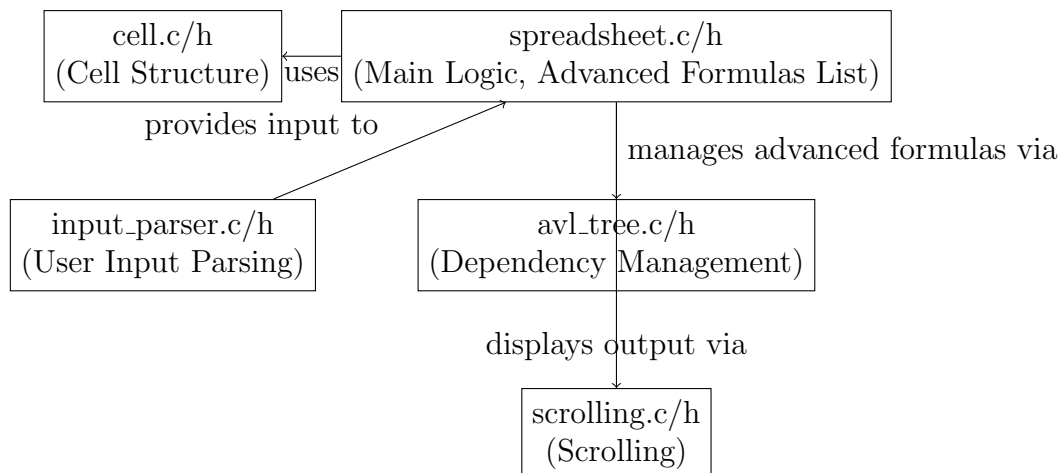 cell.c/h
(Cell Structure)
uses
spreadsheet.c/h
(Main Logic, Advanced Formulas List)
provides input to
manages advanced formulas via
input_parser.c/h
(User Input Parsing)
avl_tree.c/h
(Dependency Management)
displays output via
scrolling.c/h
(Scrolling)